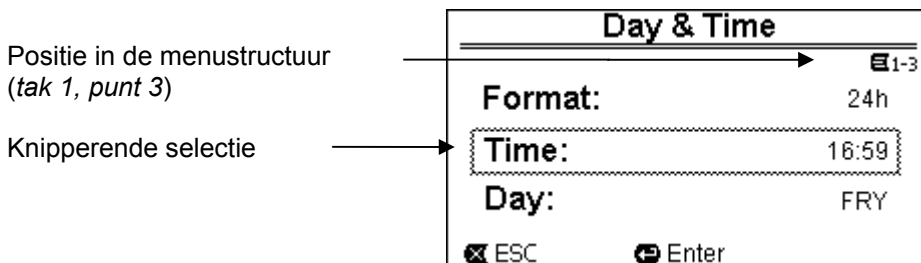 Day & Time
Positie in de menustructuur
(tak 1, punt 3)
1-3
Format: 24h
Knipperende selectie
Time: 16:59
Day: FRY
ESC Enter